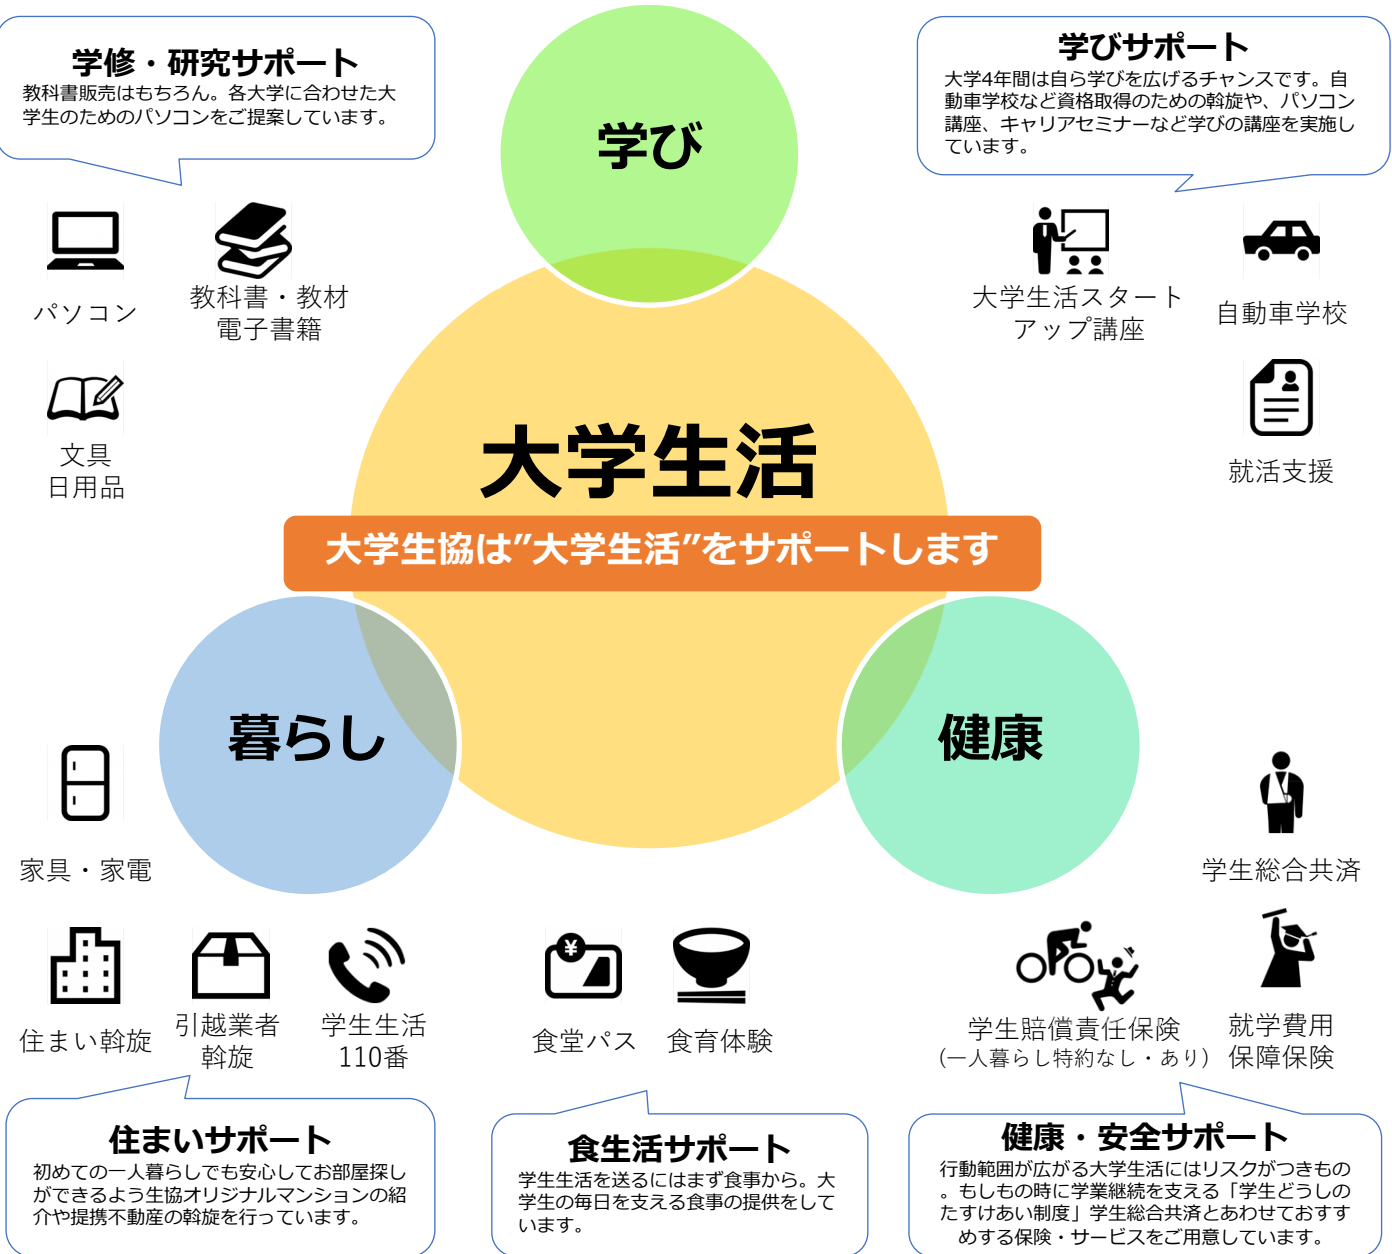 学修・研究サポート
教科書販売はもちろん。各大学に合わせた大
学生のためのパソコンをご提案しています。
学び
学びサポート
大学4年間は自ら学びを広げるチャンスです。自
動車学校など資格取得のための斡旋や、パソコン
講座、キャリアセミナーなど学びの講座を実施し
ています。
パソコン
教科書・教材
電子書籍
文具
日用品
大学生活スタート
アップ講座
自動車学校
就活支援
大学生活
大学生協は”大学生活”をサポートします
暮らし
健康
家具・家電
住まい斡旋
引越業者
斡旋
学生生活
110番
¥
食堂パス
食育体験
学生総合共済
学生賠償責任保険
(一人暮らし特約なし・あり)
就学費用
保障保険
住まいサポート
初めての一人暮らしでも安心してお部屋探し
ができるよう生協オリジナルマンションの紹
介や提携不動産の斡旋を行っています。
食生活サポート
学生生活を送るにはまず食事から。大
学生の毎日を支える食事の提供をして
います。
健康・安全サポート
行動範囲が広がる大学生活にはリスクがつきもの
。もしもの時に学業継続を支える「学生どうしの
たすけあい制度」学生総合共済とあわせておすす
めする保険・サービスをご用意しています。